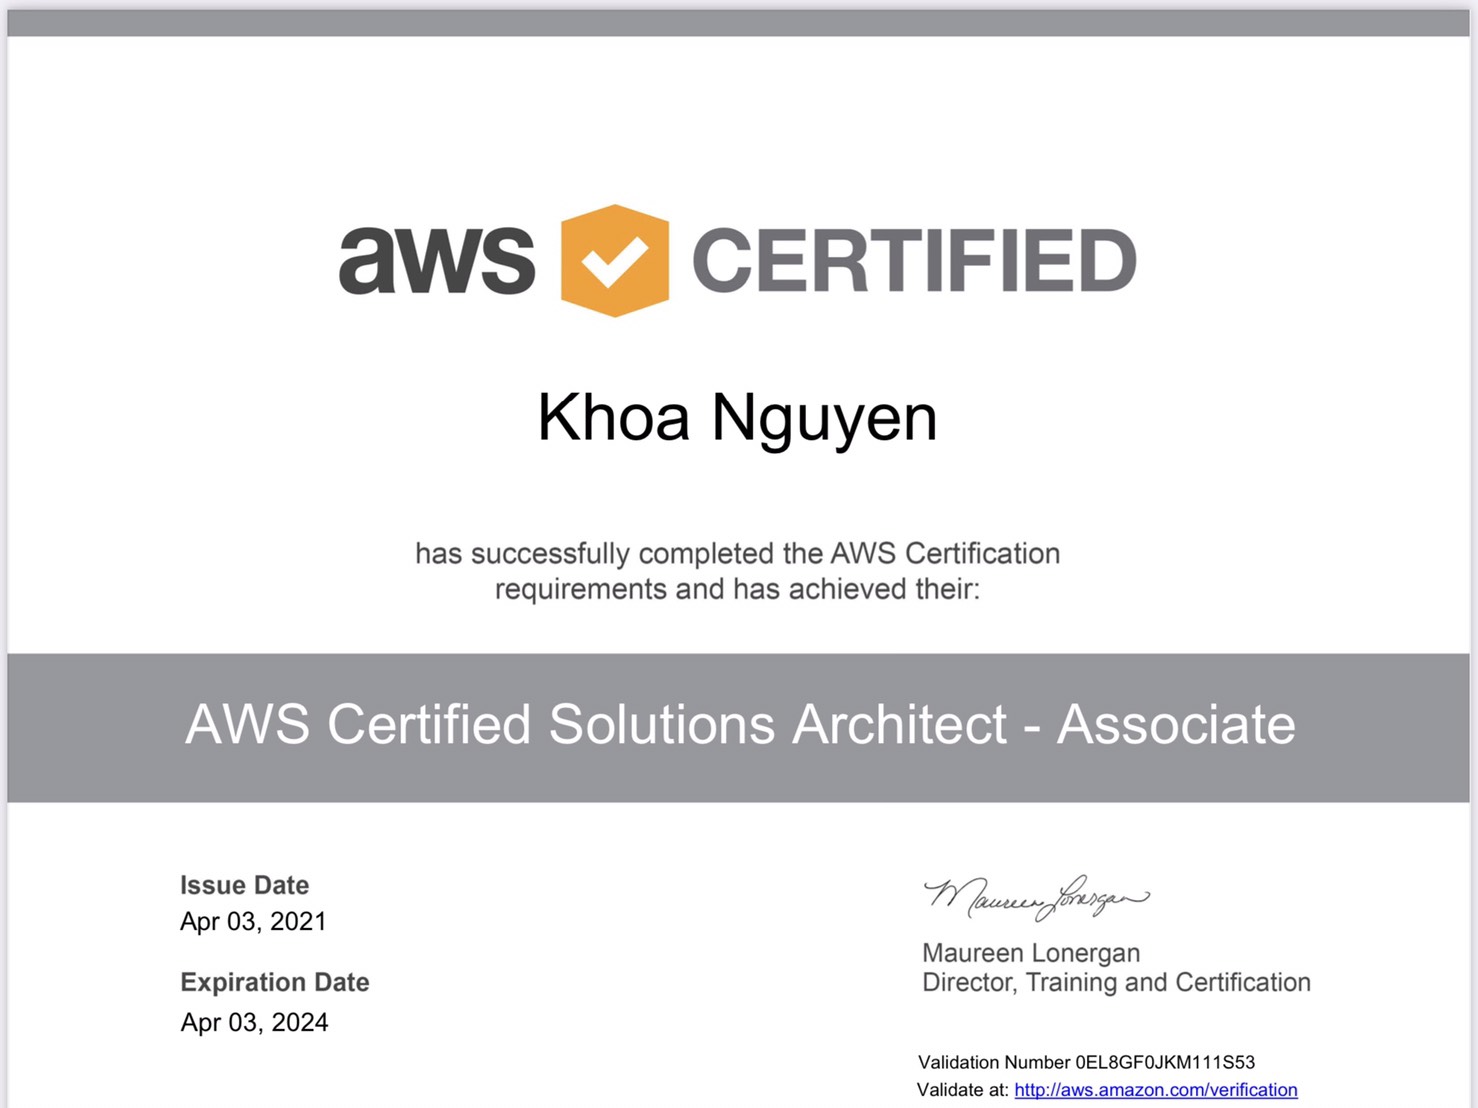 aws CERTIFIED
Khoa Nguyen
has successfully completed the AWS Certification
requirements and has achieved their:
AWS Certified Solutions Architect - Associate
Issue Date
Apr 03, 2021
Expiration Date
Apr 03, 2024
Maureen Lonergan
Maureen Lonergan
Director, Training and Certification
Validation Number 0EL8GF0JKM111S53
Validate at: http://aws.amazon.com/verification